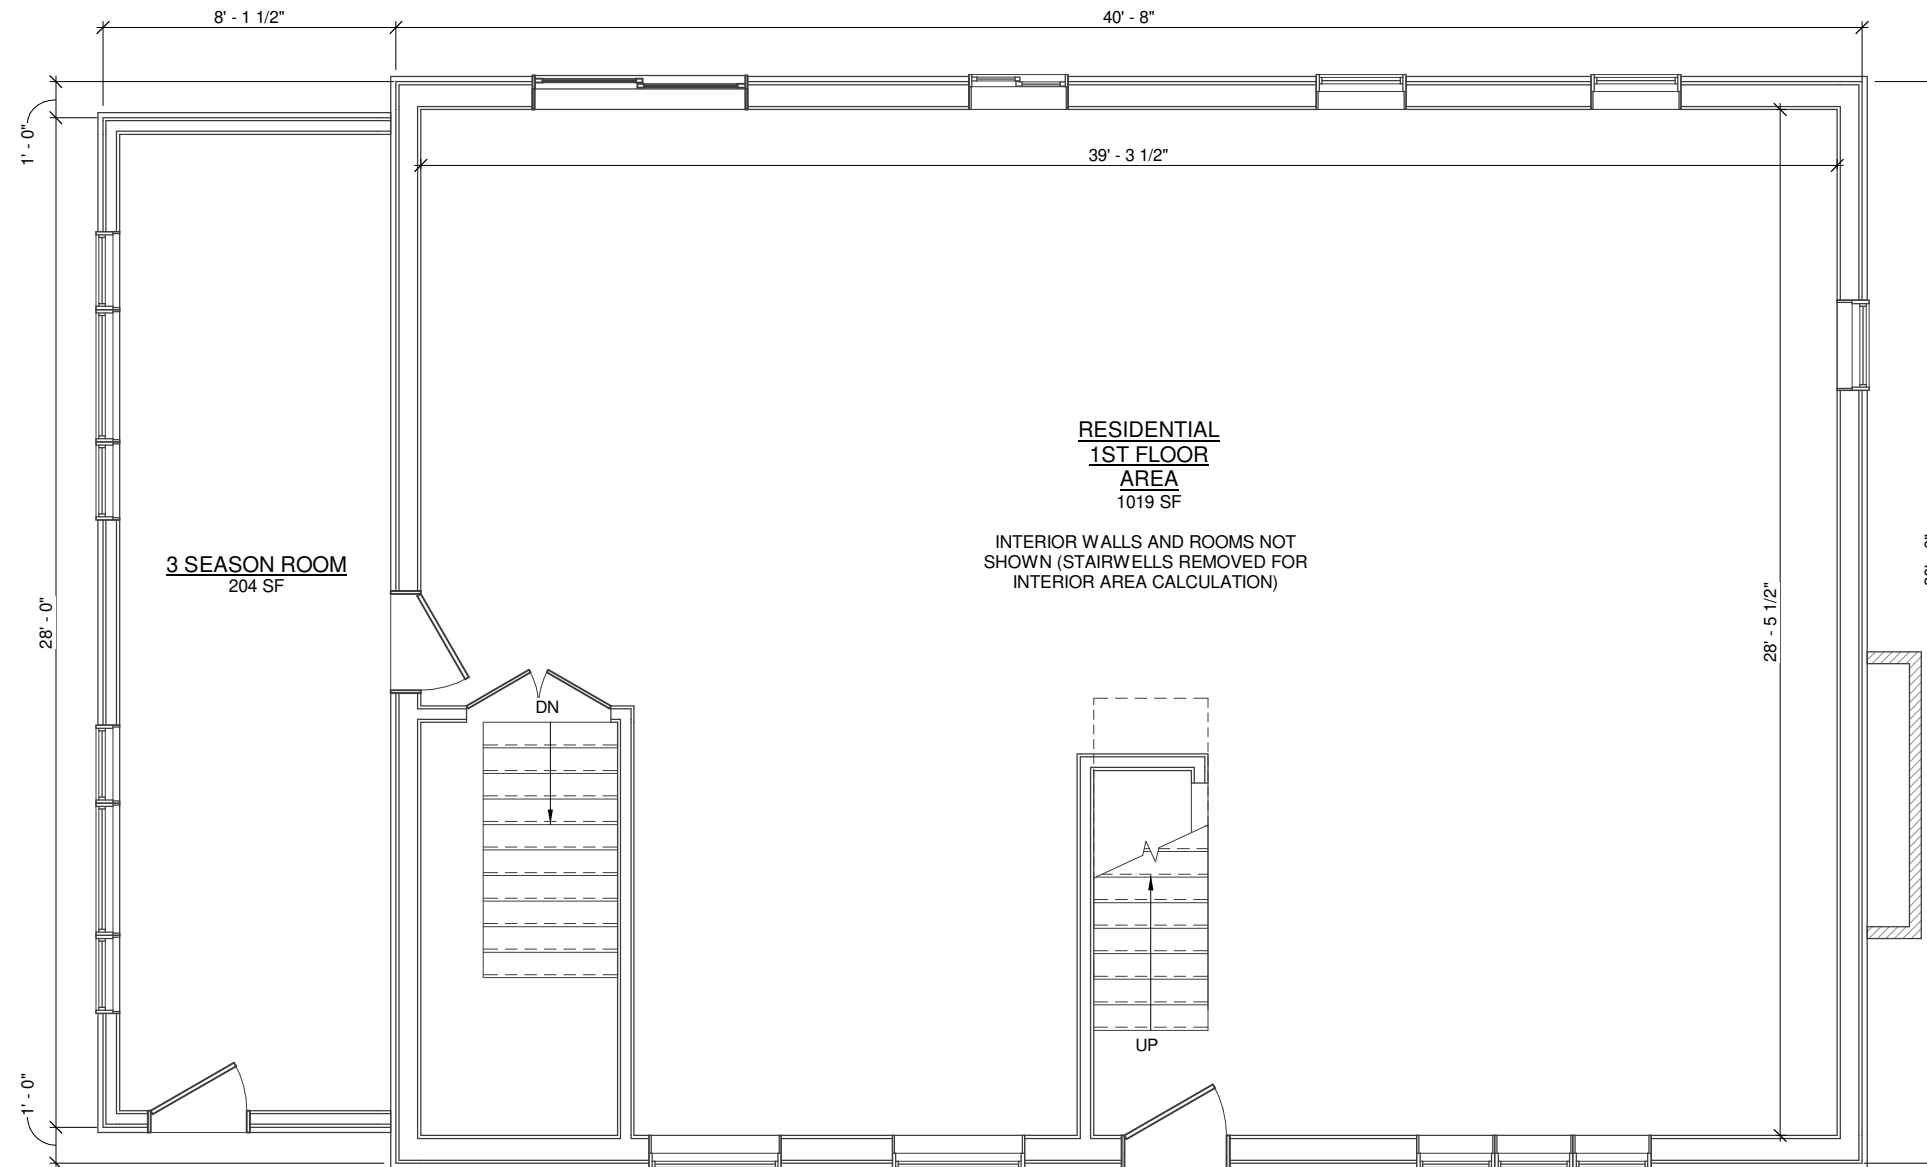 8' - 1 1/2"
40' - 8"
1' - 0"
39' - 3 1/2"
RESIDENTIAL
1ST FLOOR
AREA
1019 SF
INTERIOR WALLS AND ROOMS NOT
SHOWN (STAIRWELLS REMOVED FOR
INTERIOR AREA CALCULATION)
3 SEASON ROOM
204 SF
28' - 0"
28' - 5 1/2"
DN
UP
1' - 0"